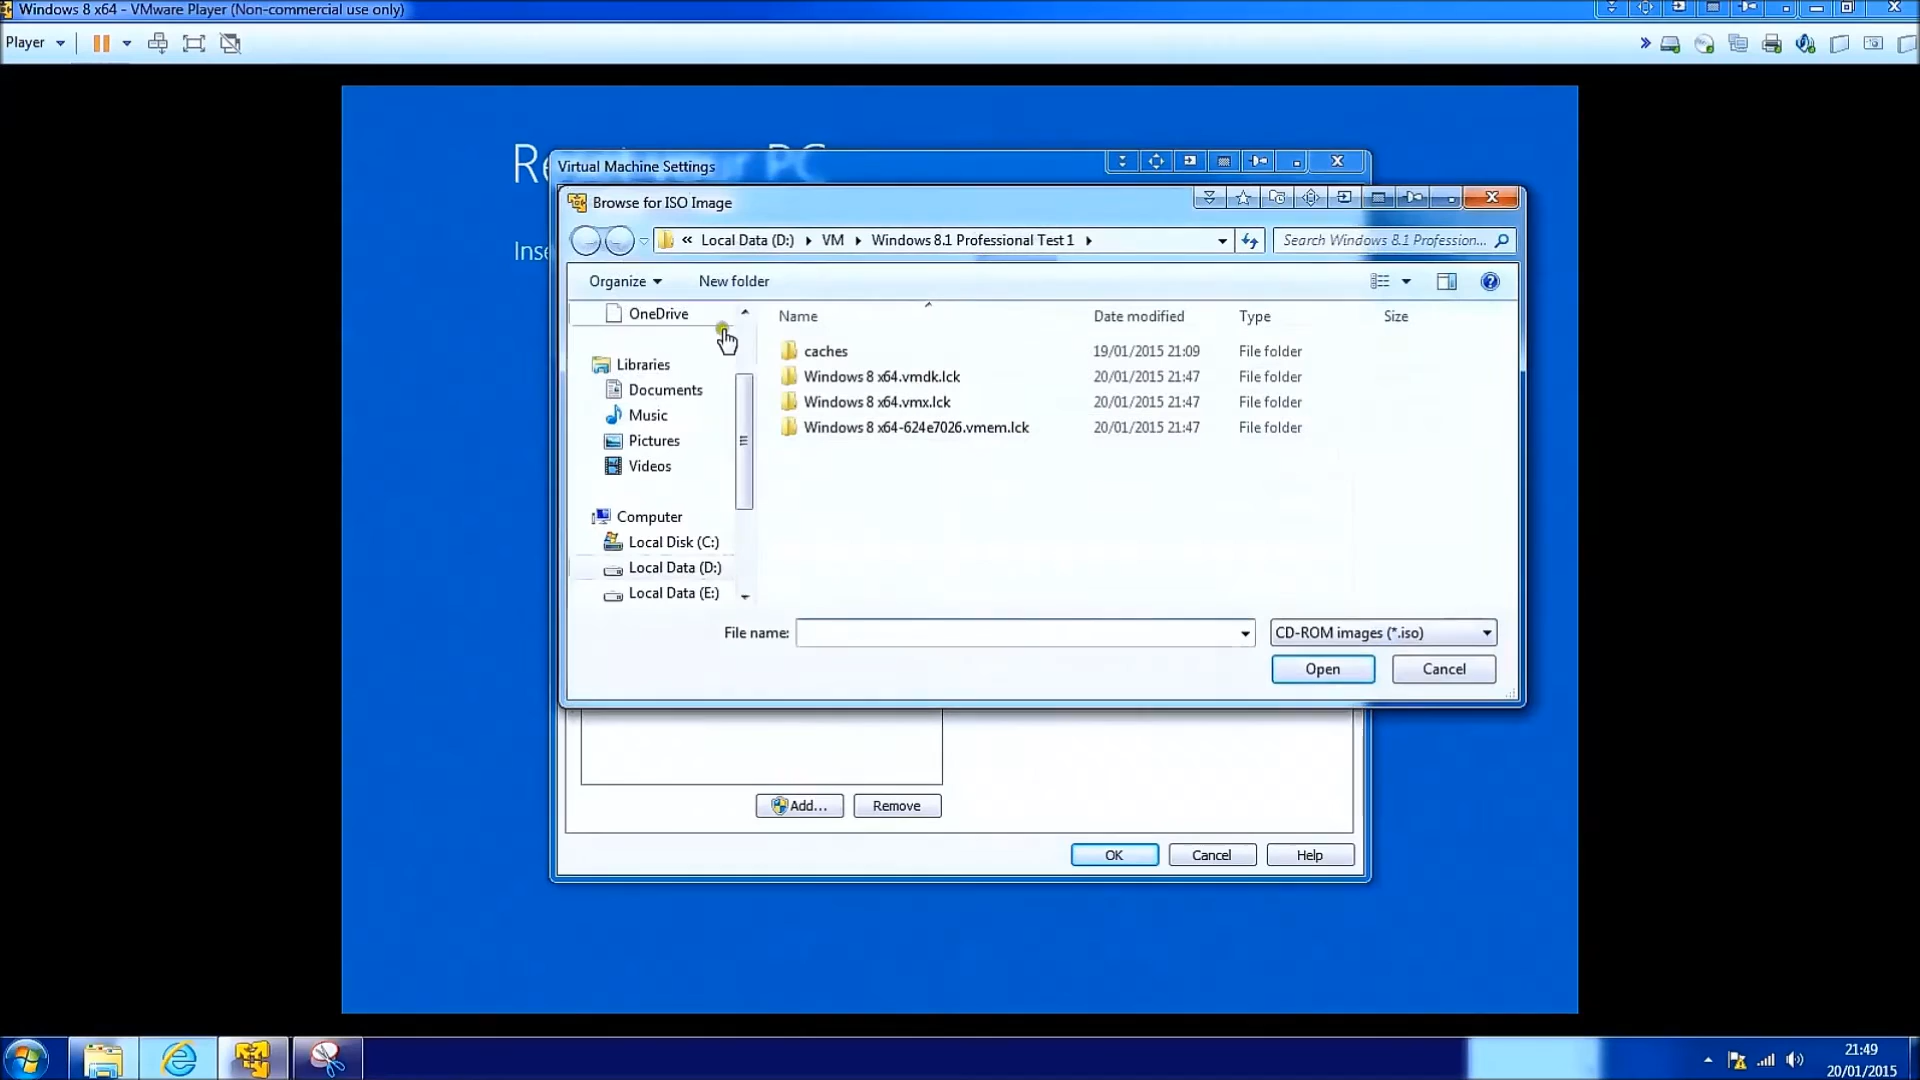 Windows 8 x64 - VMware Player (Non-commercial use only)
Player
PC
Inse
Virtual Machine Settings
Browse for ISO Image
« Local Data (D:) VM Windows 8.1 Professional Test 1
Search Windows 8.1 Profession...
Organize New folder
OneDrive
Libraries
Documents
Music
Pictures
Videos
Computer
Local Disk (C:)
Local Data (D:)
Local Data (E:)
Name Date modified Type Size
caches 19/01/2015 21:09 File folder
Windows 8 x64.vmdk.lck 20/01/2015 21:47 File folder
Windows 8 x64.vmx.lck 20/01/2015 21:47 File folder
Windows 8 x64-624e7026.vmem.lck 20/01/2015 21:47 File folder
File name: CD-ROM images (*.iso)
Open Cancel
Add... Remove
OK Cancel Help
21:49
20/01/2015